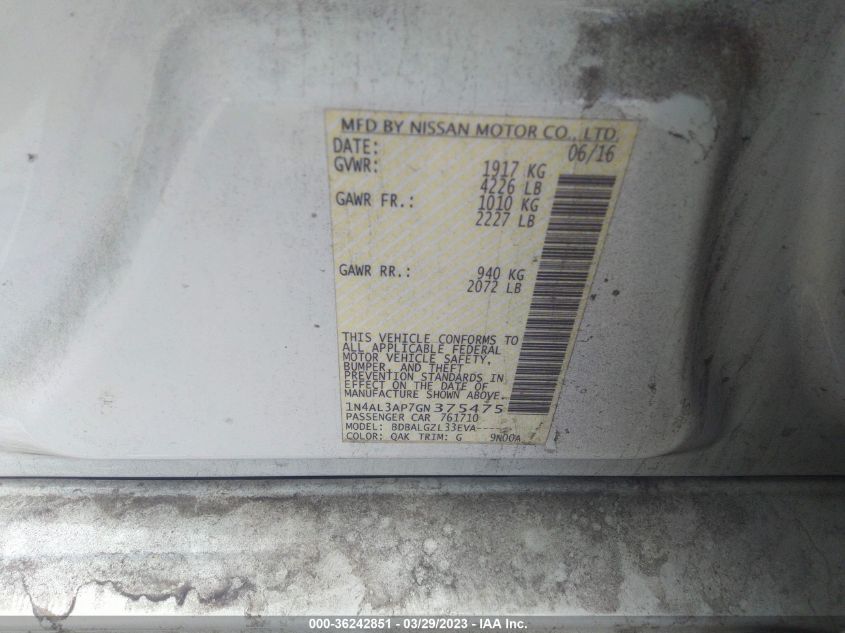 MFD BY NISSAN MOTOR CO., LTD.
DATE: 06/16
GVWR: 1917 KG
4226 LB
GAWR FR.: 1010 KG
2227 LB
GAWR RR.: 940 KG
2072 LB
THIS VEHICLE CONFORMS TO
ALL APPLICABLE FEDERAL
MOTOR VEHICLE SAFETY,
BUMPER, AND THEFT
PREVENTION STANDARDS IN
EFFECT ON THE DATE OF
MANUFACTURE SHOWN ABOVE.
1N4AL3AP7GN375475
PASSENGER CAR 761710
MODEL: BDBALGZL33EVA-----
COLOR: QAK TRIM: G 9N00A 7
000-36242851 - 03/29/2023 - IAA Inc.